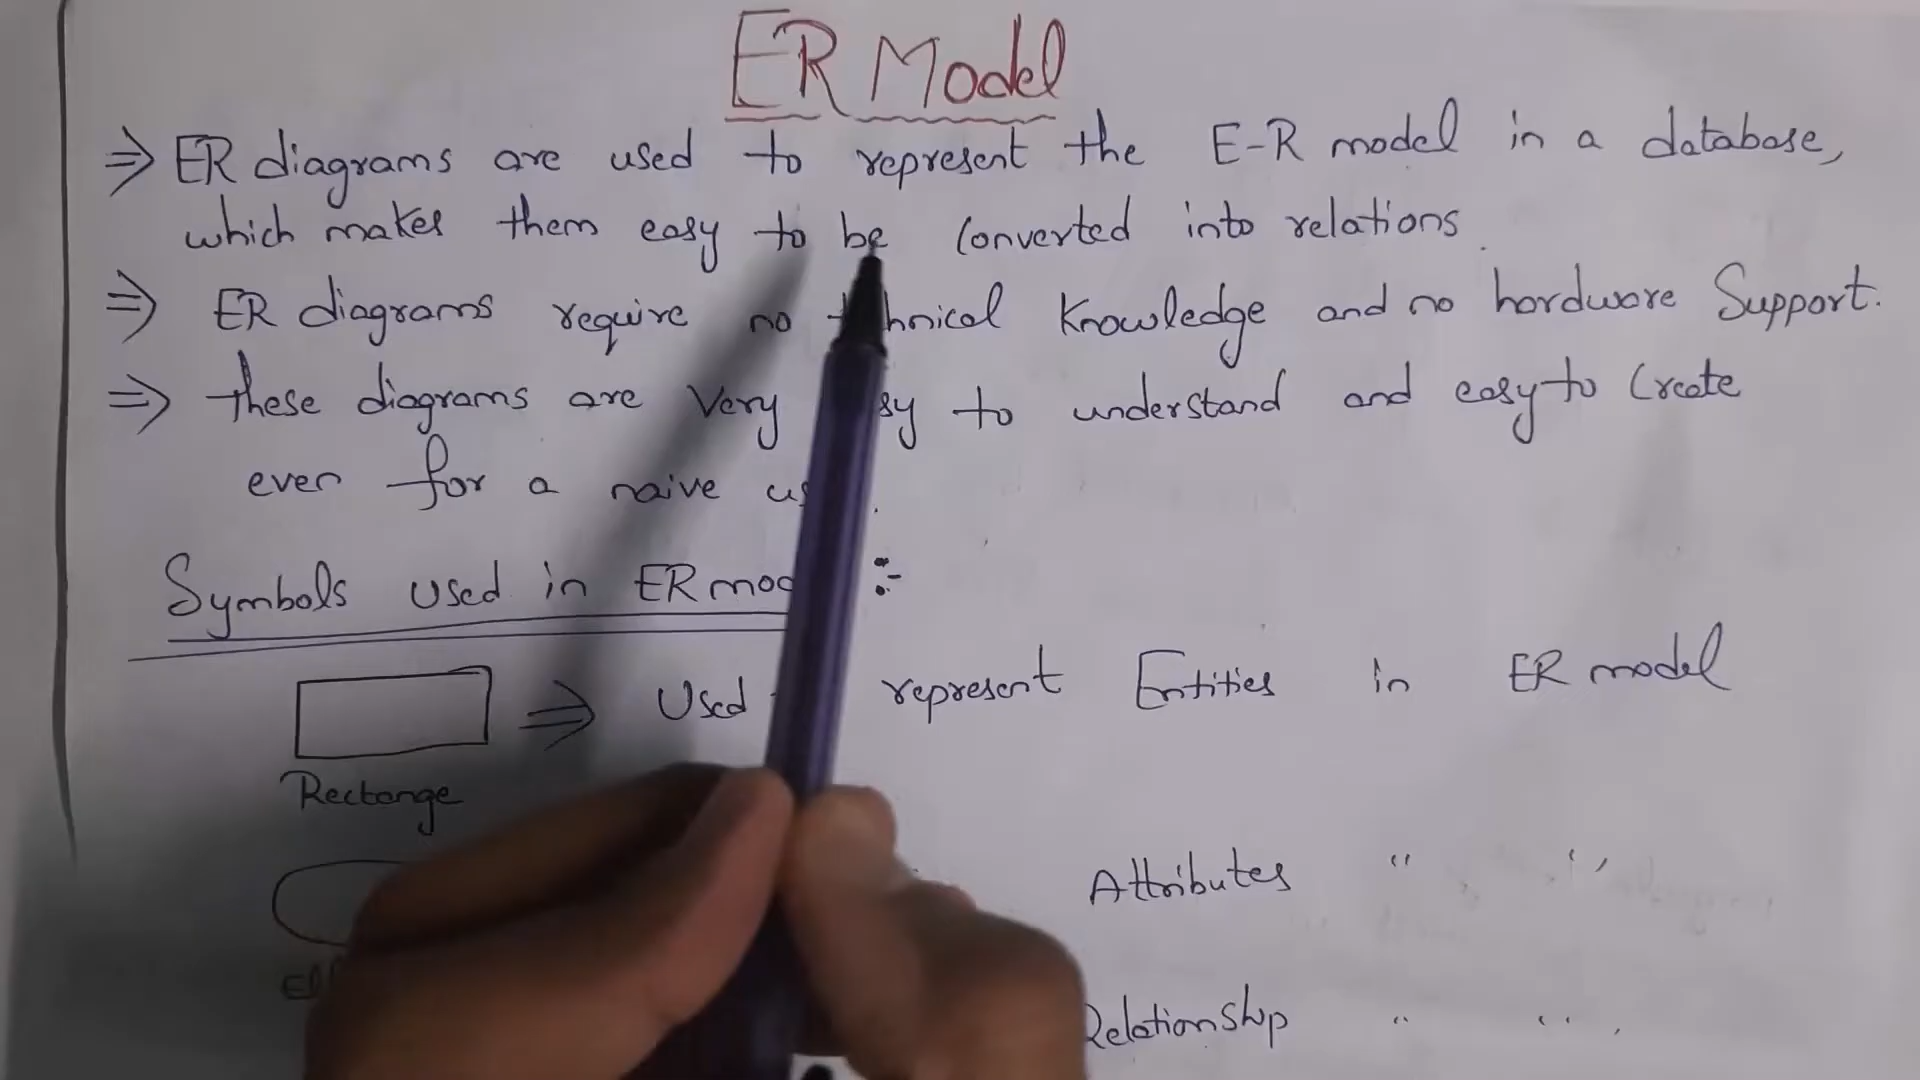 ER Model
⇒ ER diagrams are used to represent the E-R model in a database,
which makes them easy to be Converted into relations.
⇒ ER diagrams require no knowledge and no hardware Support.
⇒ these diagrams are Very to understand and easy to Create
even for a naive
Symbols Used in ER :-
⇒ Used represent Entities in ER model
Rectange
Attributes " "
Relationship " "